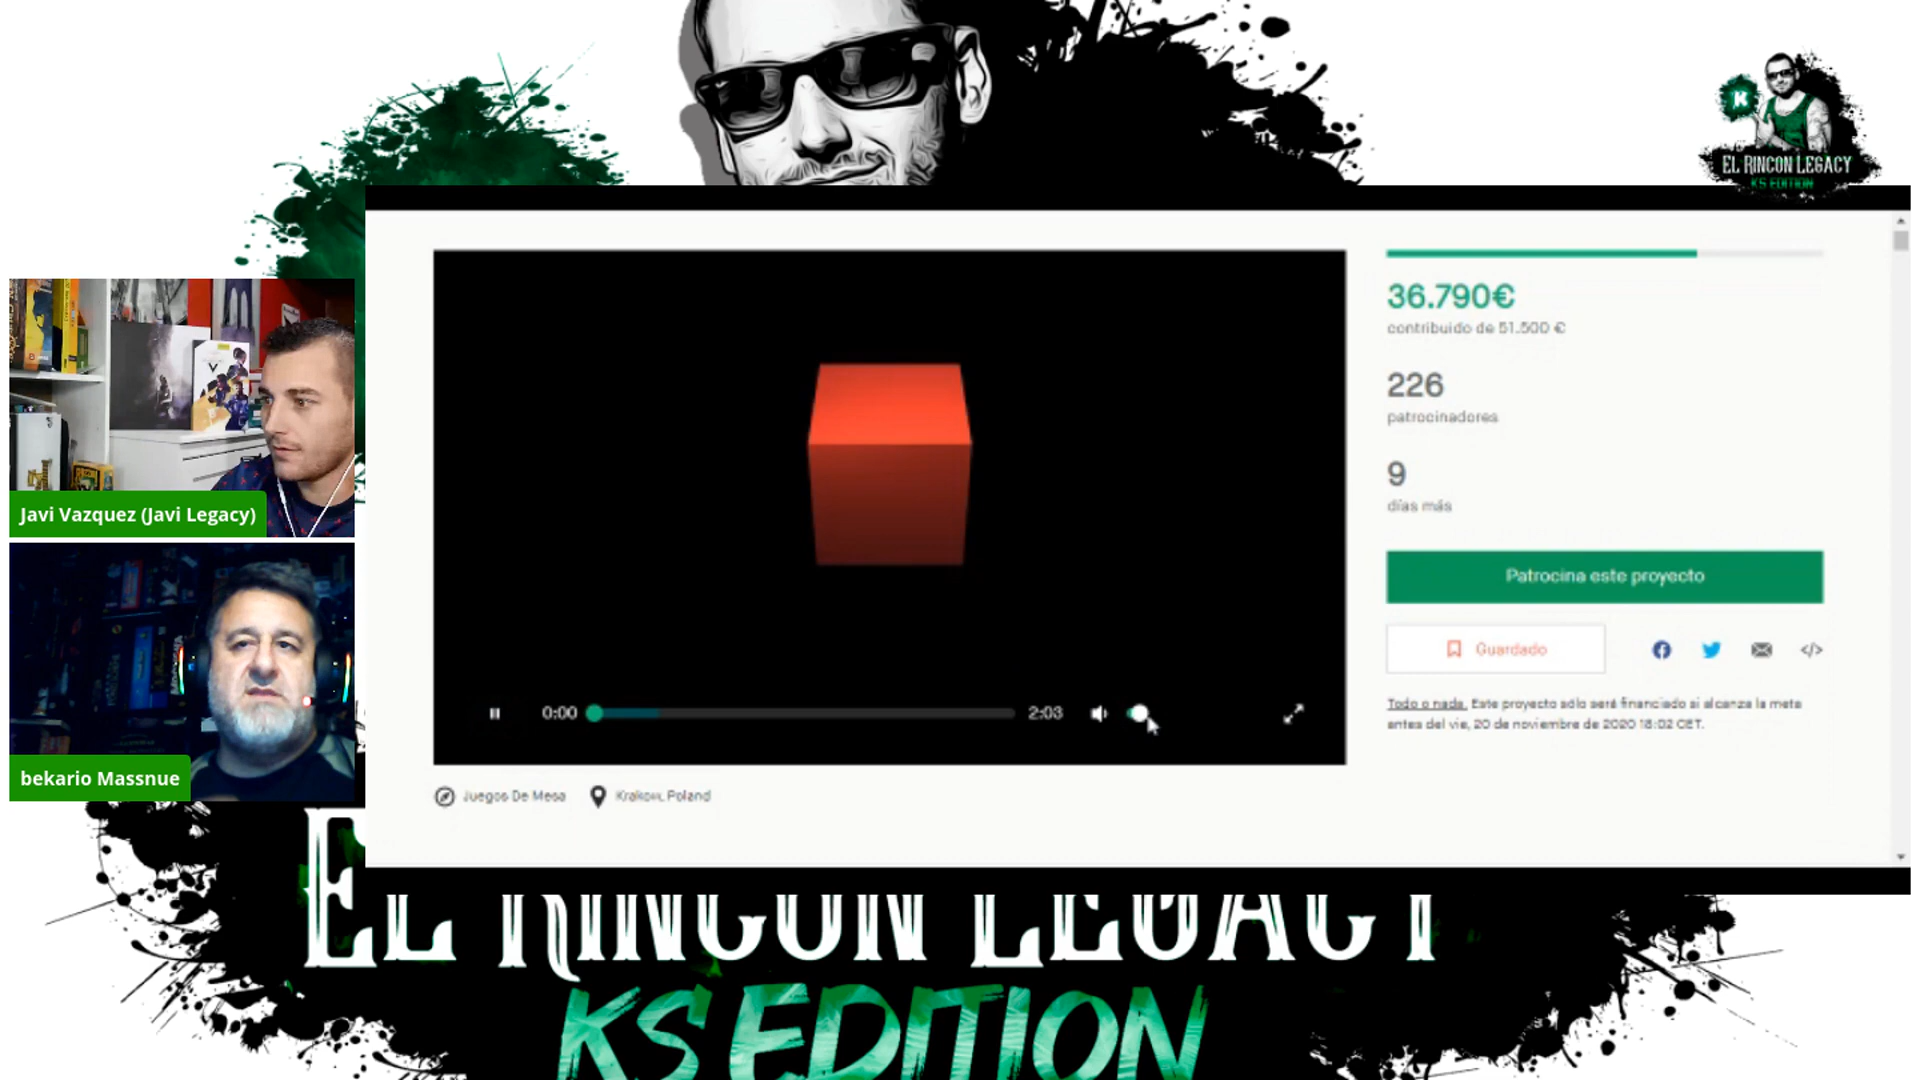 EL RINCON LEGACY
KS EDITION
36.790€
contribuido de 51.500 €
226
patrocinadores
9
días más
Patrocina este proyecto
Guardado
</>
Todo o nada. Este proyecto sólo será financiado si alcanza la meta
antes del vie, 20 de noviembre de 2020 18:02 CET.
0:00
2:03
Juegos De Mesa
Krakow, Poland
Javi Vazquez (Javi Legacy)
bekario Massnue
EL RINCON LEGACY
KS EDITION